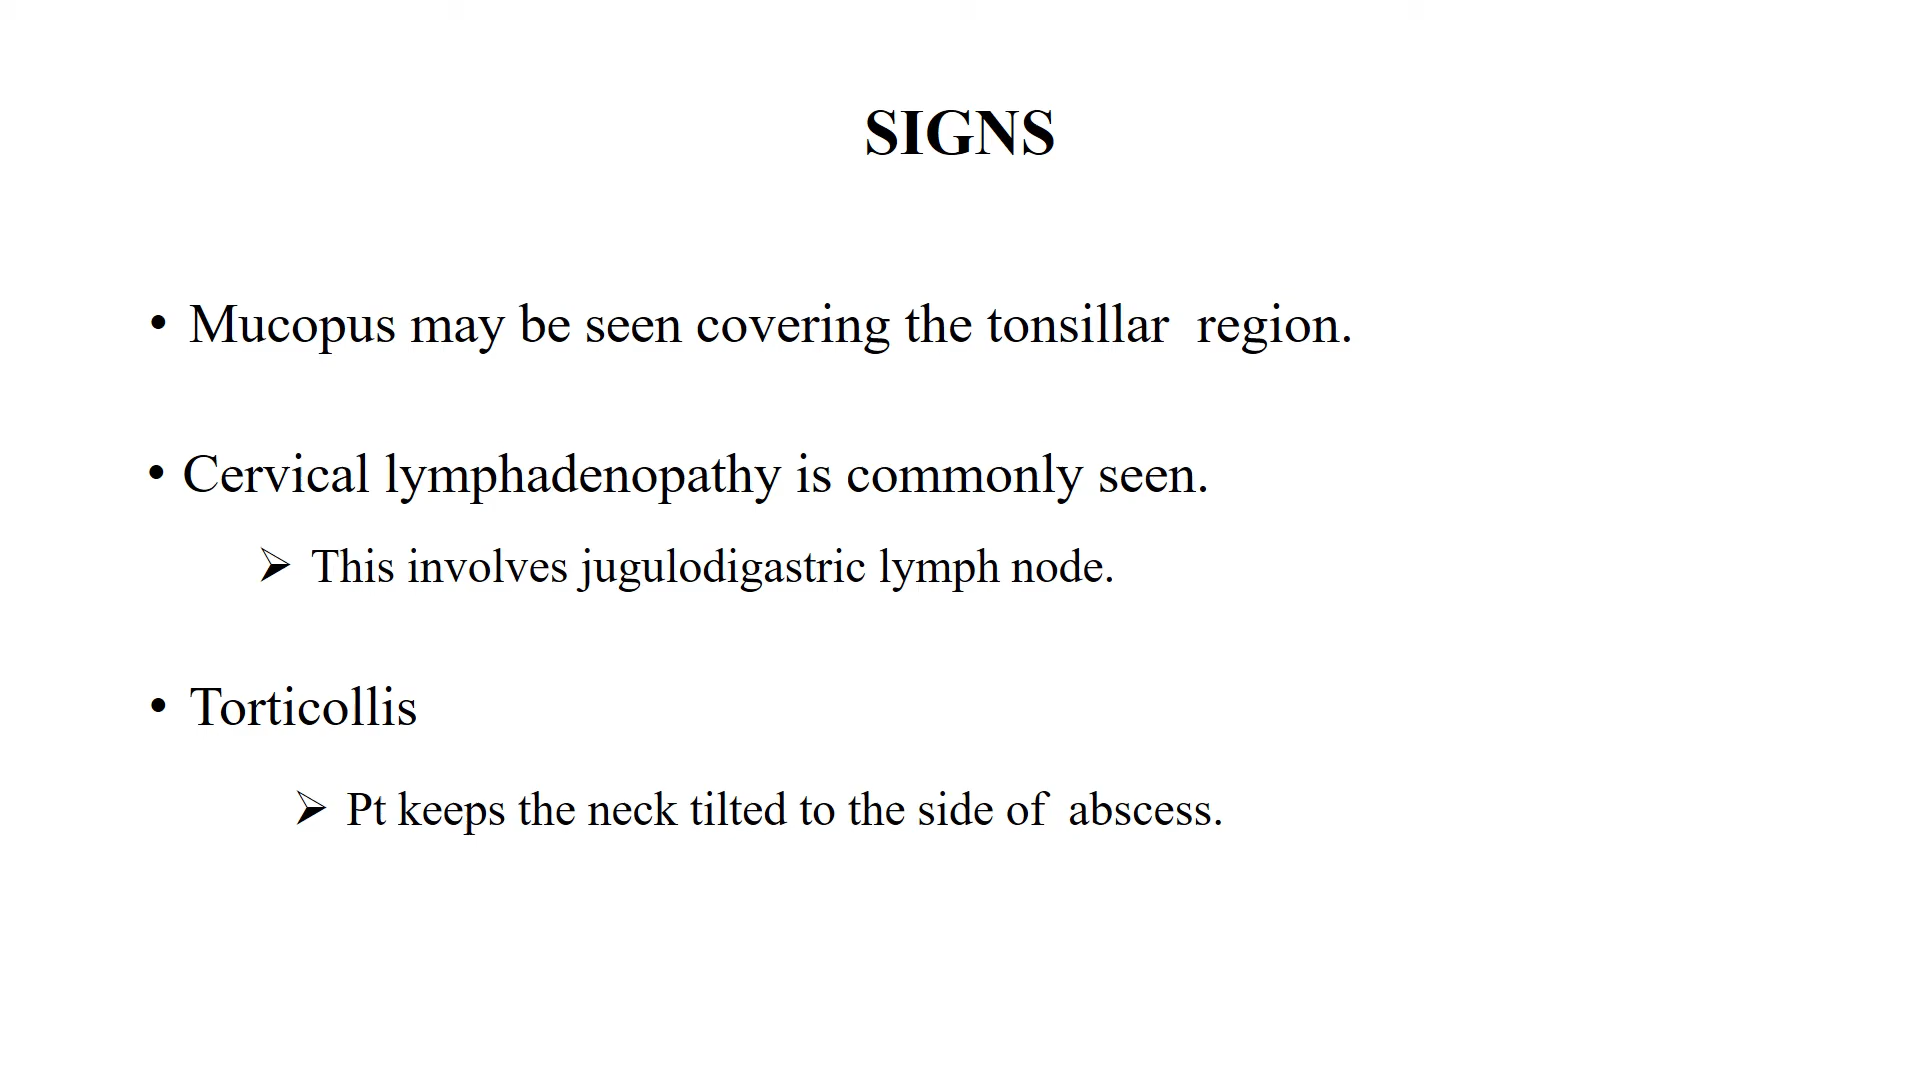 SIGNS
• Mucopus may be seen covering the tonsillar  region.
• Cervical lymphadenopathy is commonly seen.
➢ This involves jugulodigastric lymph node.
• Torticollis
➢ Pt keeps the neck tilted to the side of  abscess.